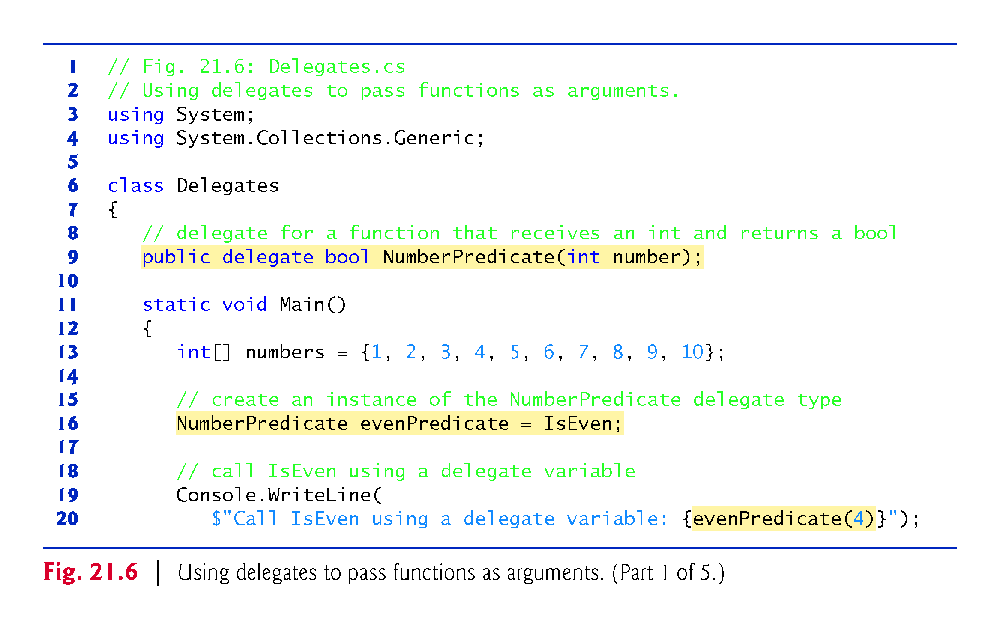 1 // Fig. 21.6: Delegates.cs
2 // Using delegates to pass functions as arguments.
3 using System;
4 using System.Collections.Generic;
5
6 class Delegates
7 {
8 // delegate for a function that receives an int and returns a bool
9 public delegate bool NumberPredicate(int number);
10
11 static void Main()
12 {
13 int[] numbers = {1, 2, 3, 4, 5, 6, 7, 8, 9, 10};
14
15 // create an instance of the NumberPredicate delegate type
16 NumberPredicate evenPredicate = IsEven;
17
18 // call IsEven using a delegate variable
19 Console.WriteLine(
20 $"Call IsEven using a delegate variable: {evenPredicate(4)}");
Fig. 21.6 | Using delegates to pass functions as arguments. (Part 1 of 5.)